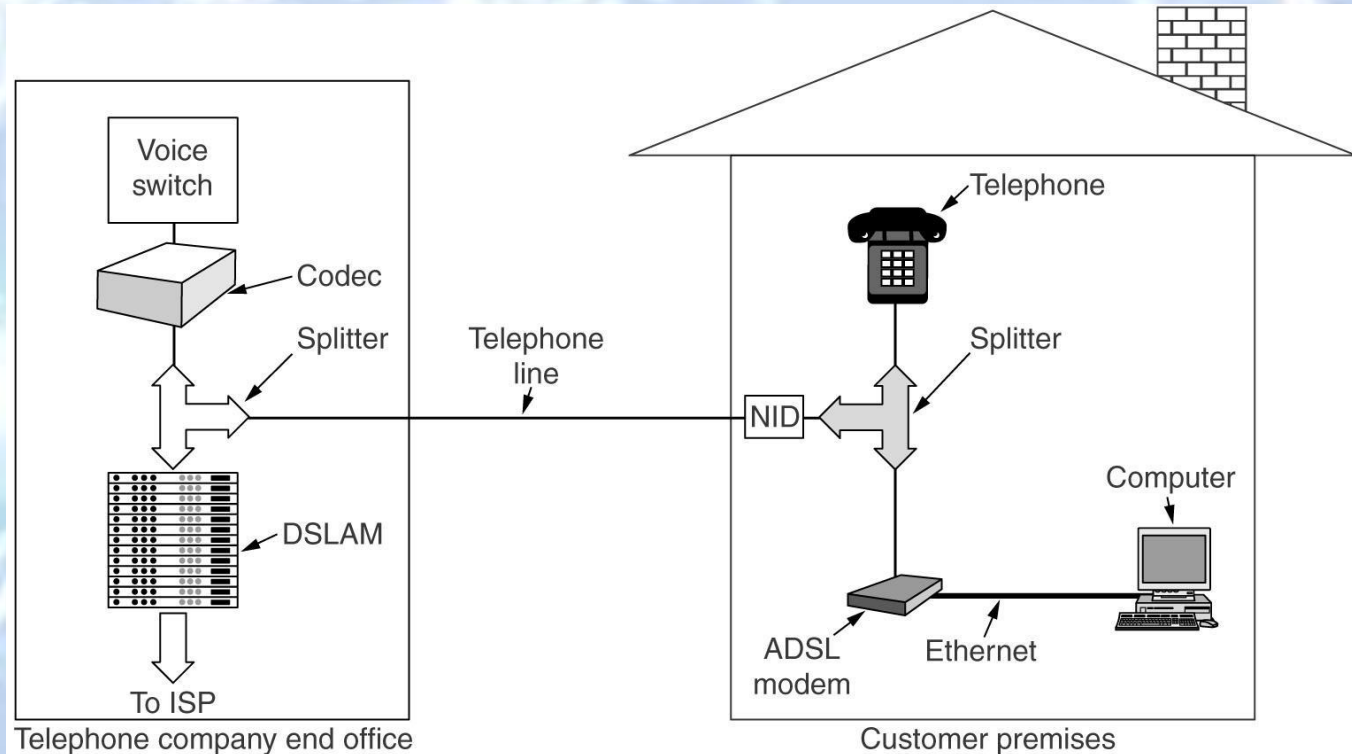 Voice
switch
Codec
Splitter
Telephone
line
DSLAM
To ISP
Telephone company end office
Telephone
Splitter
NID
Computer
ADSL
modem
Ethernet
Customer premises